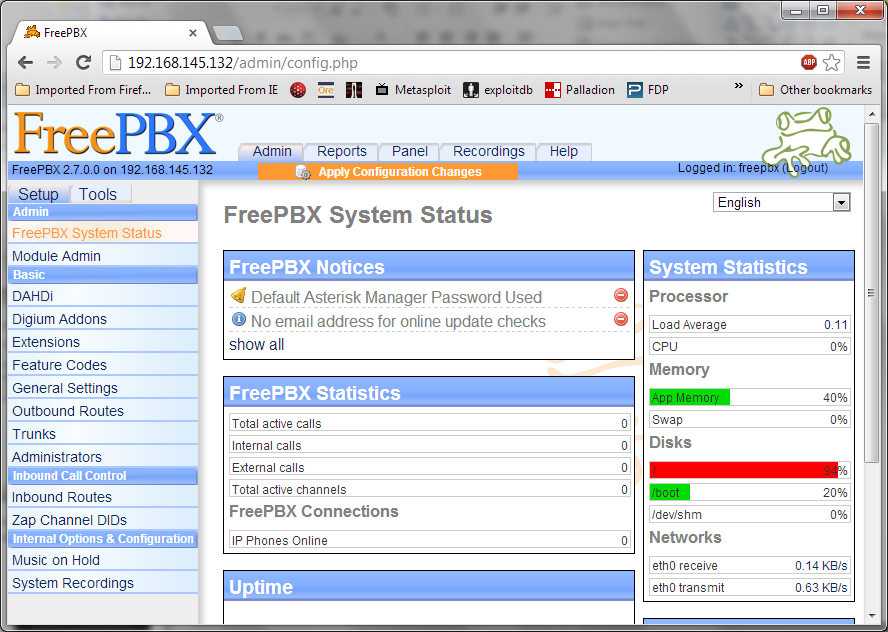 FreePBX
192.168.145.132/admin/config.php
ABP
Imported From Firef...
Imported From IE
Ore
Metasploit
exploitdb
Palladion
FDP
»
Other bookmarks
FreePBX®
Admin
Reports
Panel
Recordings
Help
FreePBX 2.7.0.0 on 192.168.145.132
Apply Configuration Changes
Logged in: freepbx (Logout)
Setup
Tools
Admin
FreePBX System Status
Module Admin
Basic
DAHDi
Digium Addons
Extensions
Feature Codes
General Settings
Outbound Routes
Trunks
Administrators
Inbound Call Control
Inbound Routes
Zap Channel DIDs
Internal Options & Configuration
Music on Hold
System Recordings
English
FreePBX System Status
FreePBX Notices
Default Asterisk Manager Password Used
No email address for online update checks
show all
FreePBX Statistics
Total active calls 0
Internal calls 0
External calls 0
Total active channels 0
FreePBX Connections
IP Phones Online 0
Uptime
System Statistics
Processor
Load Average 0.11
CPU 0%
Memory
App Memory 40%
Swap 0%
Disks
/ 94%
/boot 20%
/dev/shm 0%
Networks
eth0 receive 0.14 KB/s
eth0 transmit 0.63 KB/s